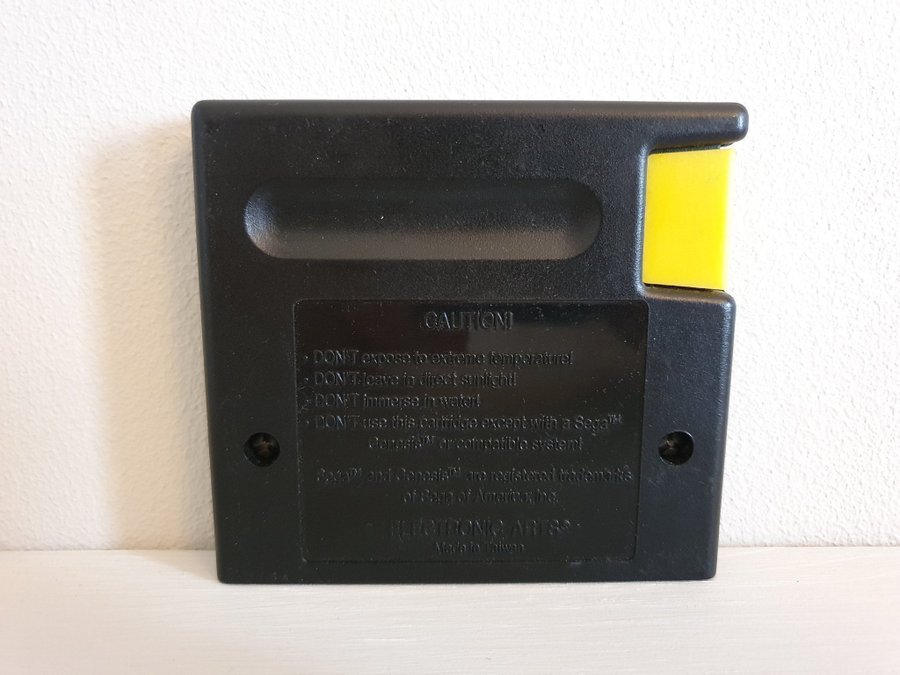 CAUTION!
· DON'T expose to extreme temperature!
· DON'T leave in direct sunlight!
· DON'T immerse in water!
· DON'T use this cartridge except with a Sega™
Genesis™ or compatible system!
Sega™ and Genesis™ are registered trademarks
of Sega of America, Inc.
ELECTRONIC ARTS®
Made in Taiwan